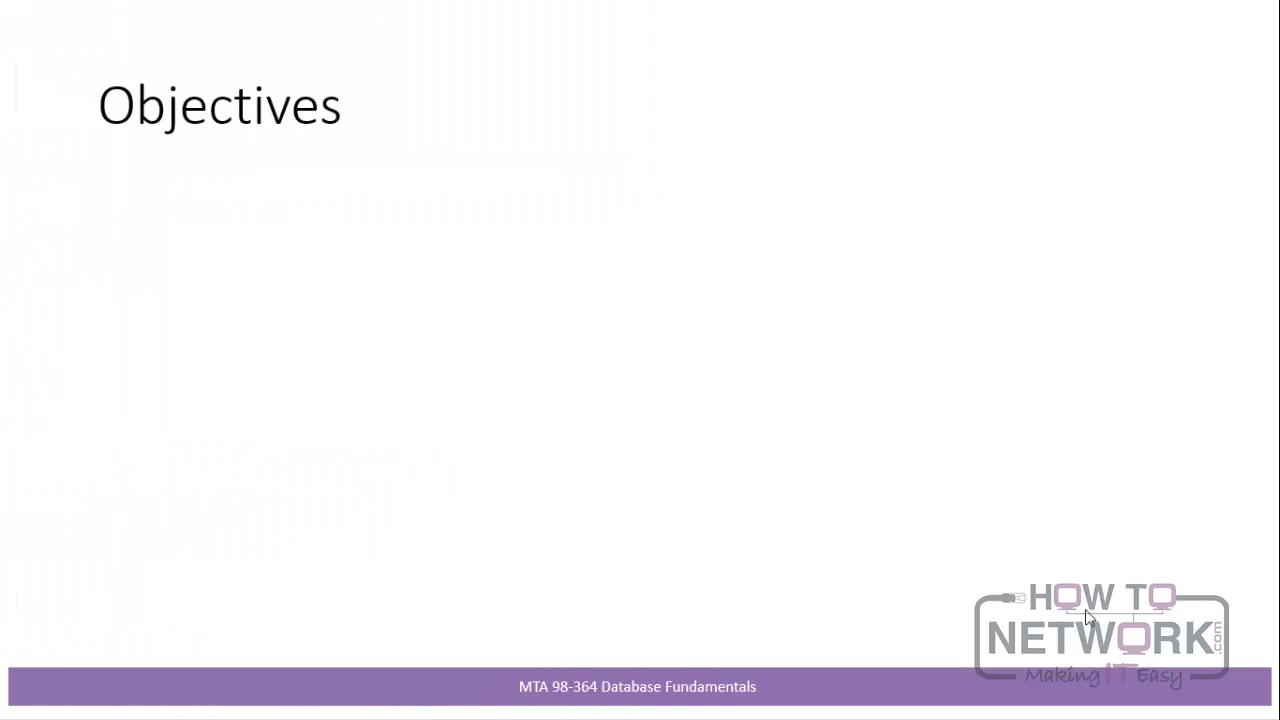 Objectives
HOW TO
NETWORK.com
Making IT Easy
MTA 98-364 Database Fundamentals